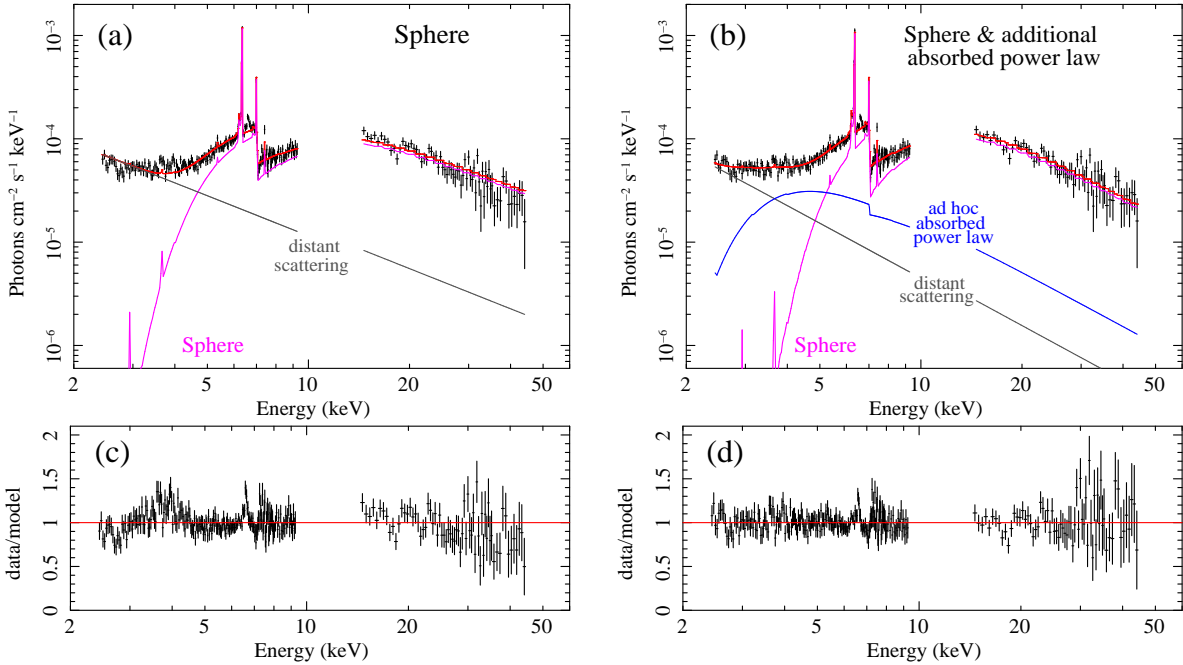 (a)
Sphere
10⁻³
10⁻⁴
10⁻⁵
10⁻⁶
Photons cm⁻² s⁻¹ keV⁻¹
distant
scattering
Sphere
2
5
10
20
50
Energy (keV)
(b)
Sphere & additional
absorbed power law
10⁻³
10⁻⁴
10⁻⁵
10⁻⁶
Photons cm⁻² s⁻¹ keV⁻¹
ad hoc
absorbed
power law
distant
scattering
Sphere
2
5
10
20
50
Energy (keV)
(c)
2
1.5
1
0.5
0
data/model
2
5
10
20
50
Energy (keV)
(d)
2
1.5
1
0.5
0
data/model
2
5
10
20
50
Energy (keV)